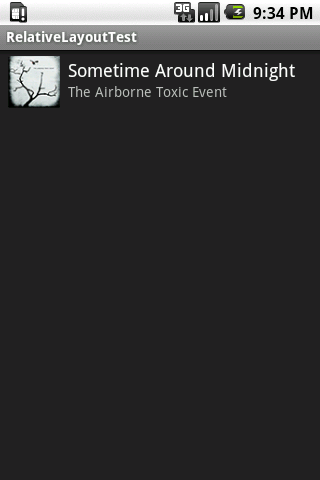 3G 9:34 PM
RelativeLayoutTest
Sometime Around Midnight
The Airborne Toxic Event